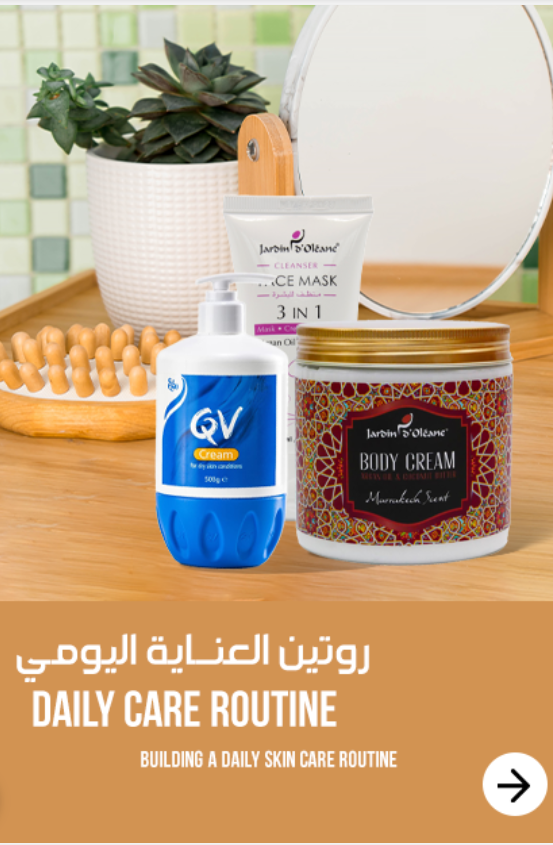 Jardin d'Oléane
CLEANSER
FACE MASK
منظف البشرة
3 IN 1
Mask
QV
Cream
for dry skin conditions
500g e
Jardin d'Oléane
BODY CREAM
Marrakech Scent
روتين العناية اليومي
DAILY CARE ROUTINE
BUILDING A DAILY SKIN CARE ROUTINE